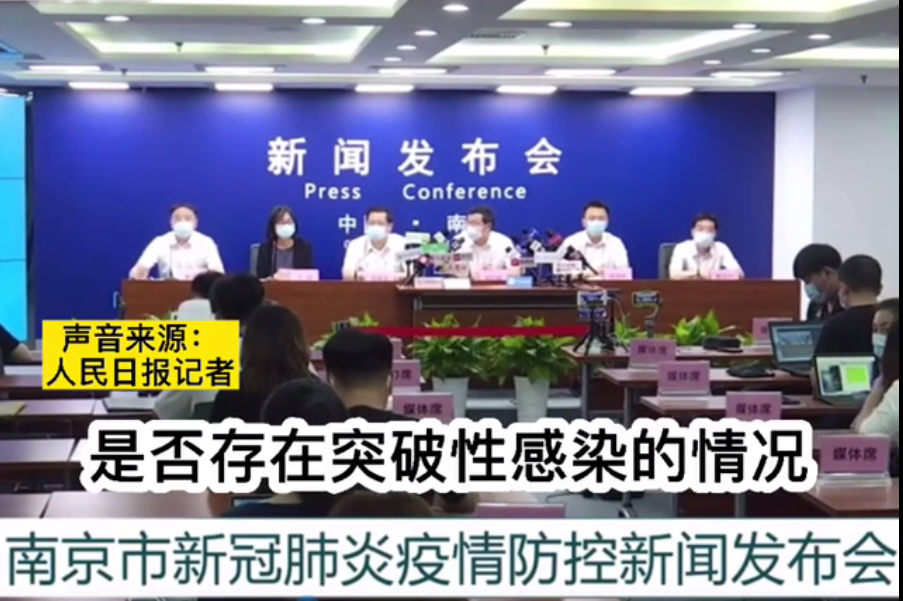 新闻发布会
Press Conference
声音来源：
人民日报记者
媒体席
媒体席
媒体席
媒体席
媒体席
是否存在突破性感染的情况
南京市新冠肺炎疫情防控新闻发布会